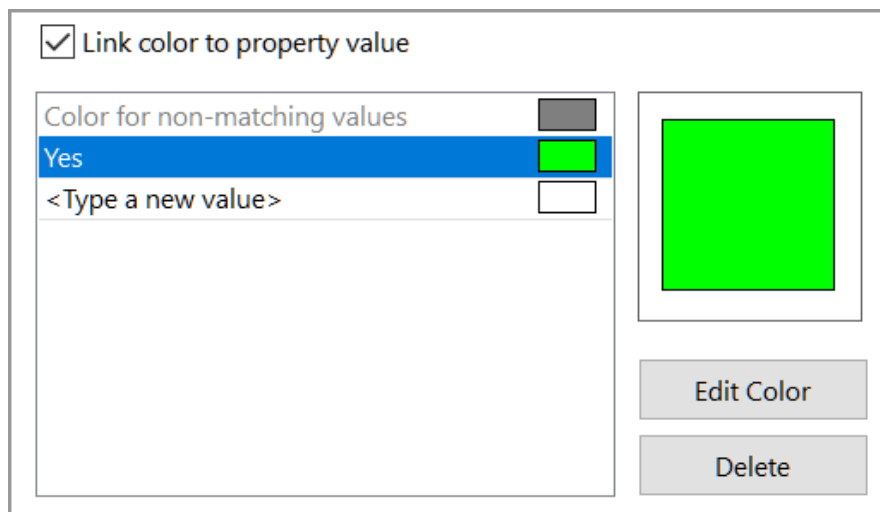 Link color to property value
Color for non-matching values
Yes
<Type a new value>
Edit Color
Delete